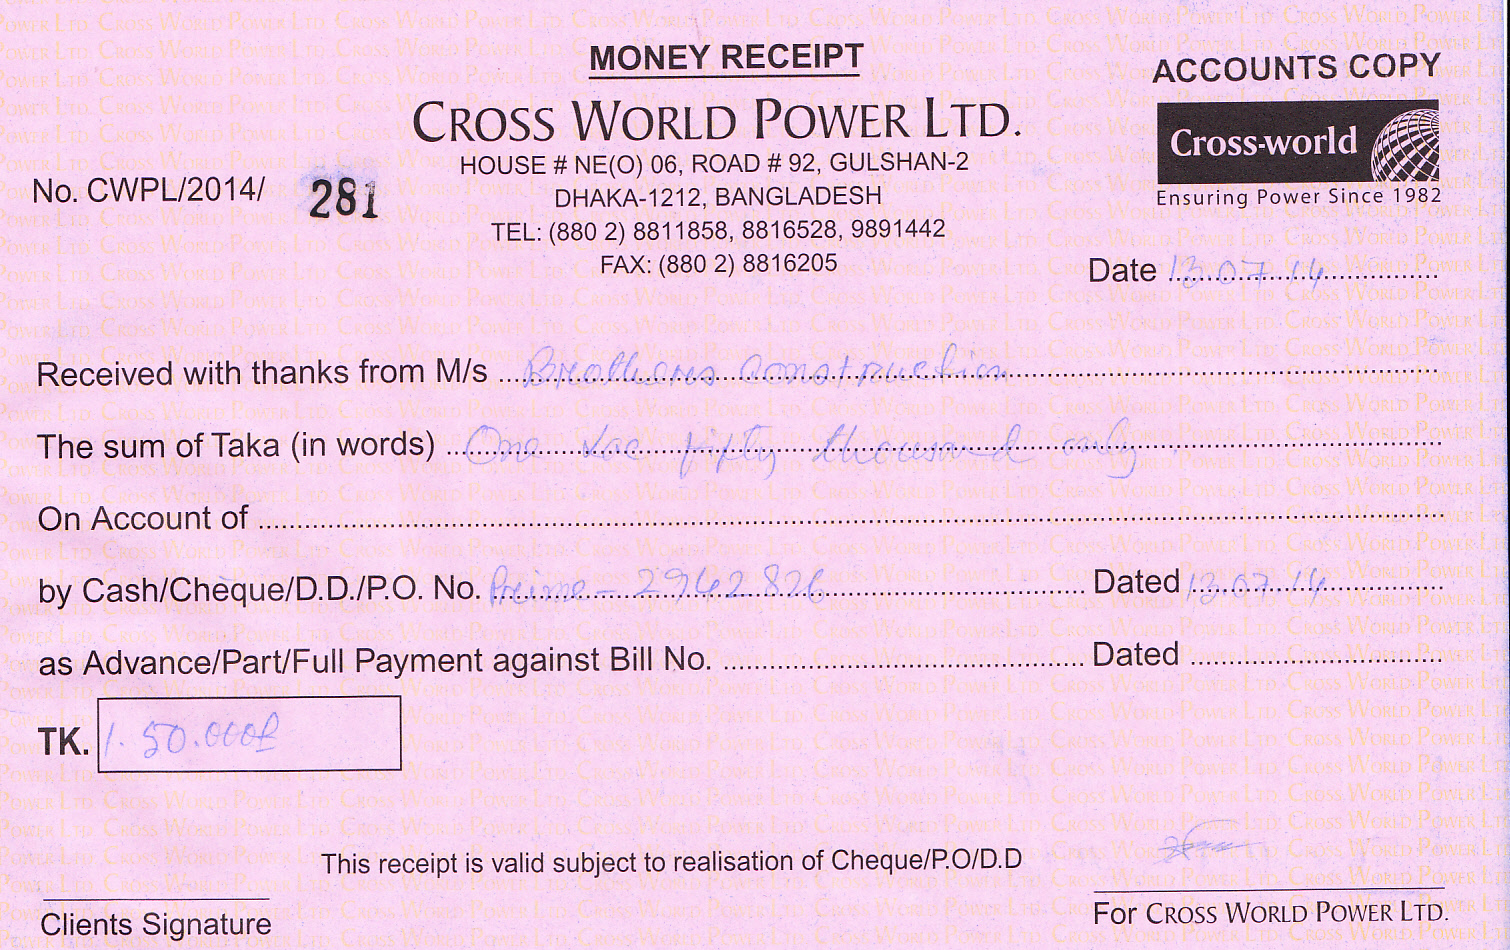 MONEY RECEIPT
ACCOUNTS COPY
CROSS WORLD POWER LTD.
Cross-world
Ensuring Power Since 1982
HOUSE # NE(O) 06, ROAD # 92, GULSHAN-2
DHAKA-1212, BANGLADESH
TEL: (880 2) 8811858, 8816528, 9891442
FAX: (880 2) 8816205
No. CWPL/2014/ 281
Date 13.07.14
Received with thanks from M/s Brothers Construction
The sum of Taka (in words) One Lac fifty thousand only.
On Account of
by Cash/Cheque/D.D./P.O. No. Prime - 2942826 Dated 13.07.14
as Advance/Part/Full Payment against Bill No. Dated
TK. 1.50.000/-
This receipt is valid subject to realisation of Cheque/P.O/D.D
Clients Signature
For CROSS WORLD POWER LTD.